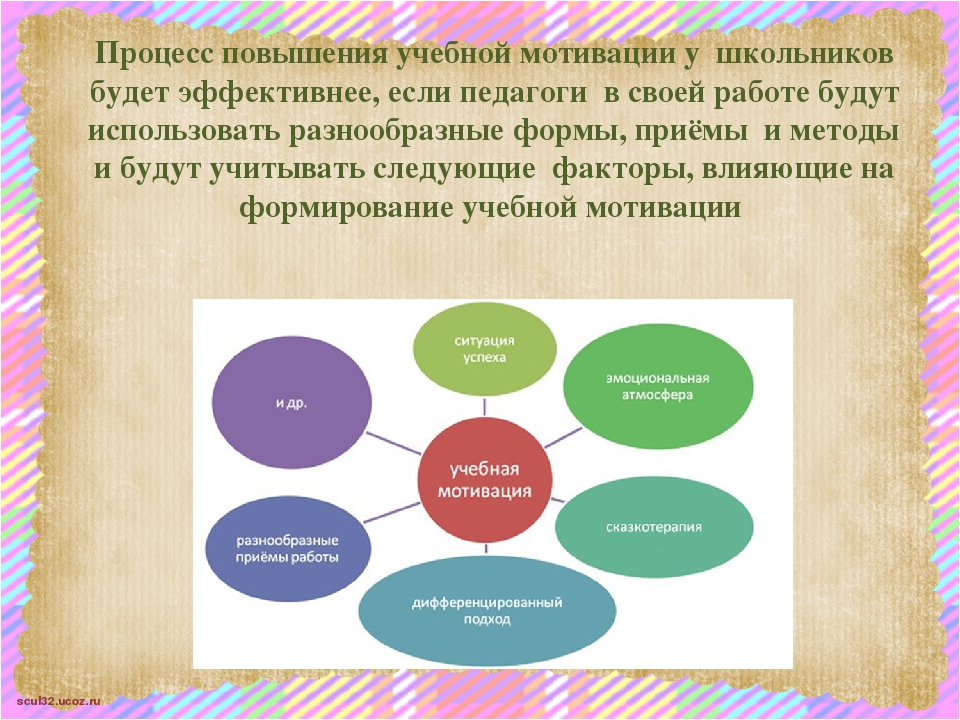 Процесс повышения учебной мотивации у школьников
будет эффективнее, если педагоги в своей работе будут
использовать разнообразные формы, приёмы и методы
и будут учитывать следующие факторы, влияющие на
формирование учебной мотивации
ситуация
успеха
эмоциональная
атмосфера
и др.
учебная
мотивация
сказкотерапия
разнообразные
приёмы работы
дифференцированный
подход
scul32.ucoz.ru